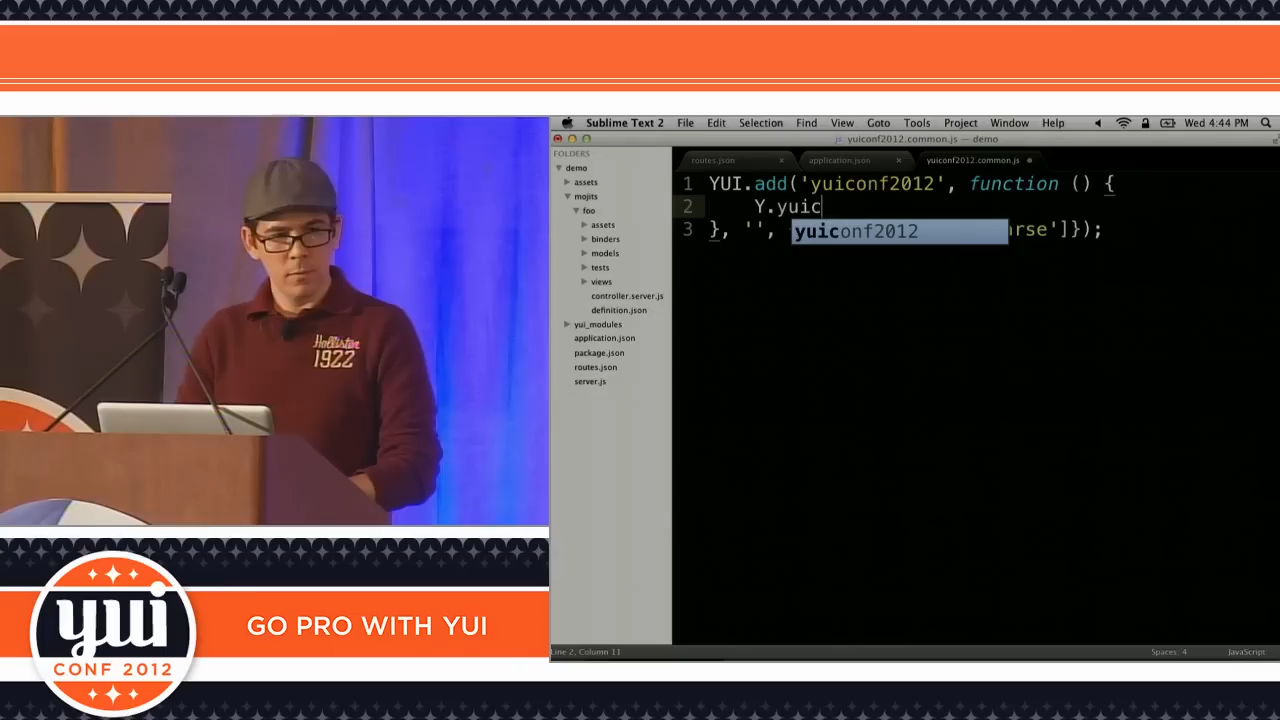 Sublime Text 2 File Edit Selection Find View Goto Tools Project Window Help Wed 4:44 PM
yuiconf2012.common.js — demo
FOLDERS
demo
assets
mojits
foo
assets
binders
models
tests
views
controller.server.js
definition.json
yui_modules
application.json
package.json
routes.json
server.js
routes.json × application.json × yuiconf2012.common.js
1 YUI.add('yuiconf2012', function () {
2 Y.yuic
yuiconf2012
3 }, '', rse']});
Line 2, Column 11 Spaces: 4 JavaScript
Hollister
1922
yui
CONF 2012
GO PRO WITH YUI